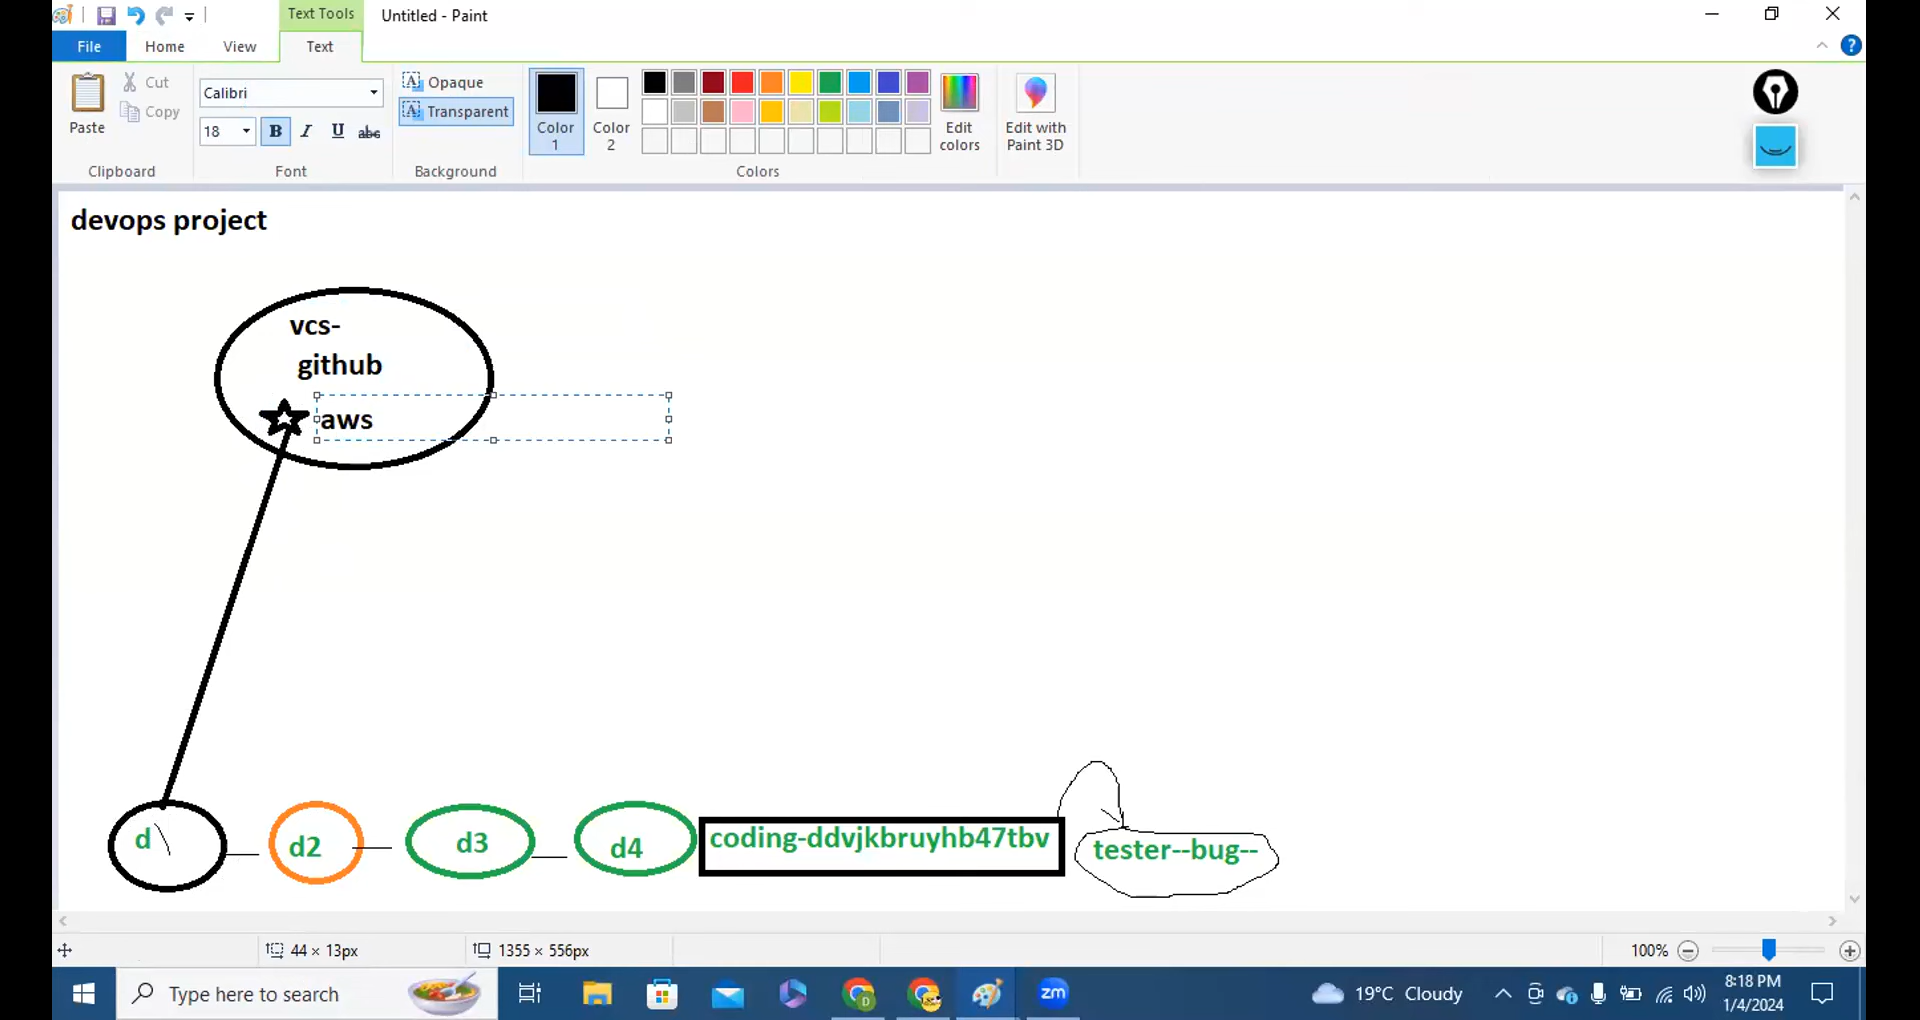 Text Tools
Untitled - Paint
File
Home
View
Text
Paste
Cut
Copy
Clipboard
Calibri
18
B
I
U
abc
Font
Opaque
Transparent
Background
Color 1
Color 2
Edit colors
Colors
Edit with Paint 3D
devops project
vcs-
github
aws
d
d2
d3
d4
coding-ddvjkbruyhb47tbv
tester--bug--
44 × 13px
1355 × 556px
100%
Type here to search
zm
19°C Cloudy
8:18 PM
1/4/2024